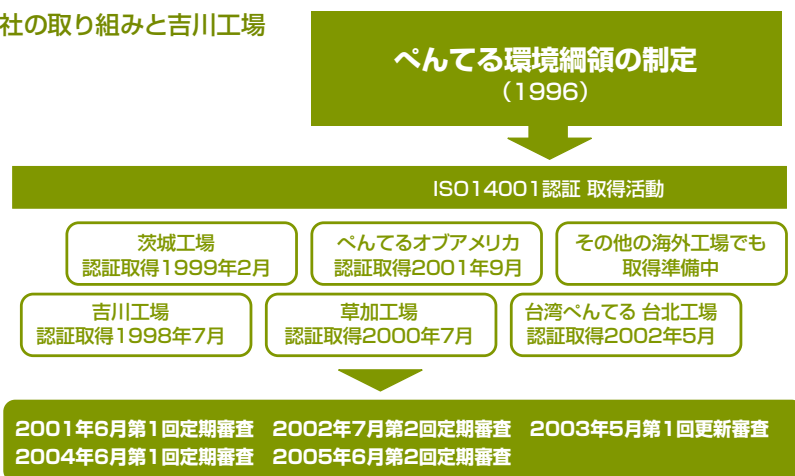 社の取り組みと吉川工場
ぺんてる環境綱領の制定
（1996）
ISO14001認証 取得活動
茨城工場
認証取得1999年2月
ぺんてるオブアメリカ
認証取得2001年9月
その他の海外工場でも
取得準備中
吉川工場
認証取得1998年7月
草加工場
認証取得2000年7月
台湾ぺんてる 台北工場
認証取得2002年5月
2001年6月第1回定期審査 2002年7月第2回定期審査 2003年5月第1回更新審査
2004年6月第1回定期審査 2005年6月第2回定期審査